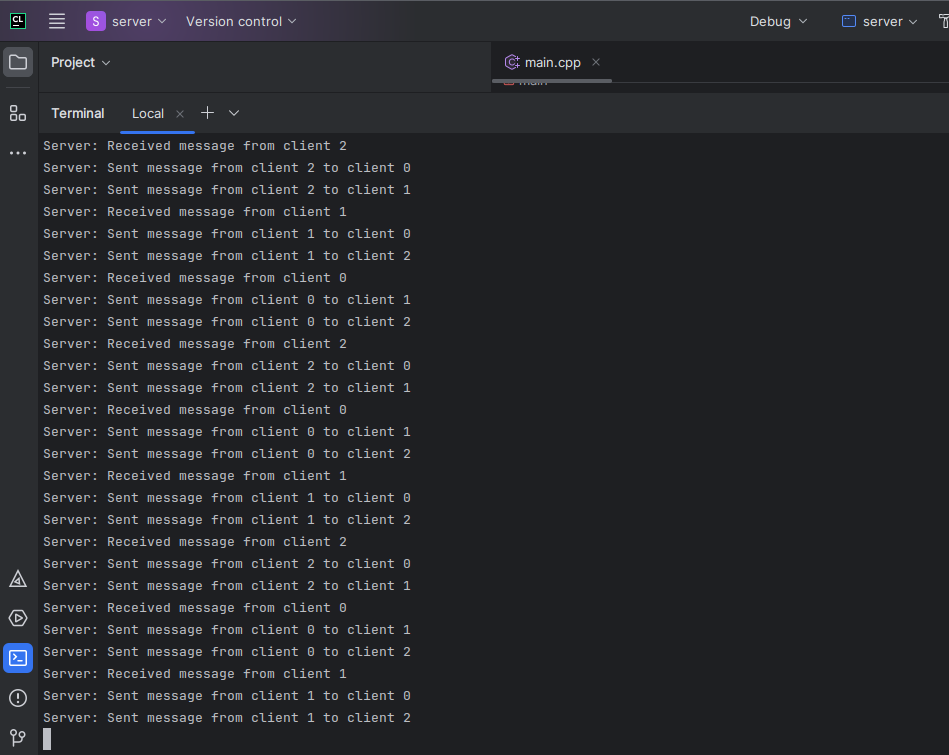 CL
S server Version control Debug server
Project main.cpp
main
Terminal Local
Server: Received message from client 2
Server: Sent message from client 2 to client 0
Server: Sent message from client 2 to client 1
Server: Received message from client 1
Server: Sent message from client 1 to client 0
Server: Sent message from client 1 to client 2
Server: Received message from client 0
Server: Sent message from client 0 to client 1
Server: Sent message from client 0 to client 2
Server: Received message from client 2
Server: Sent message from client 2 to client 0
Server: Sent message from client 2 to client 1
Server: Received message from client 0
Server: Sent message from client 0 to client 1
Server: Sent message from client 0 to client 2
Server: Received message from client 1
Server: Sent message from client 1 to client 0
Server: Sent message from client 1 to client 2
Server: Received message from client 2
Server: Sent message from client 2 to client 0
Server: Sent message from client 2 to client 1
Server: Received message from client 0
Server: Sent message from client 0 to client 1
Server: Sent message from client 0 to client 2
Server: Received message from client 1
Server: Sent message from client 1 to client 0
Server: Sent message from client 1 to client 2